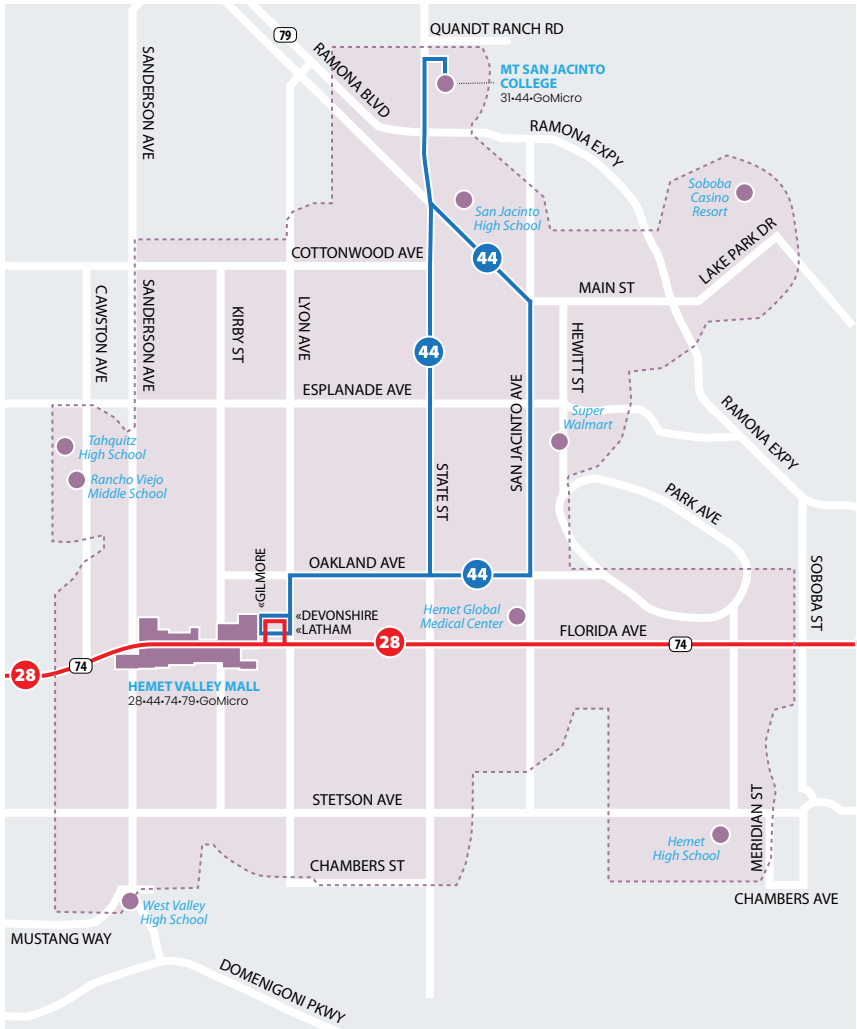 QUANDT RANCH RD
79
SANDERSON AVE
RAMONA BLVD
MT SAN JACINTO
COLLEGE
31•44•GoMicro
RAMONA EXPY
Soboba
Casino
Resort
San Jacinto
High School
LAKE PARK DR
COTTONWOOD AVE
44
MAIN ST
CAWSTON AVE
SANDERSON AVE
KIRBY ST
LYON AVE
HEWITT ST
44
ESPLANADE AVE
SAN JACINTO AVE
RAMONA EXPY
Super
Walmart
Tahquitz
High School
Rancho Viejo
Middle School
STATE ST
PARK AVE
OAKLAND AVE
44
SOBOBA ST
«GILMORE
«DEVONSHIRE
«LATHAM
Hemet Global
Medical Center
FLORIDA AVE
28
74
74
28
HEMET VALLEY MALL
28•44•74•79•GoMicro
STETSON AVE
MERIDIAN ST
Hemet
High School
CHAMBERS ST
CHAMBERS AVE
West Valley
High School
MUSTANG WAY
DOMENIGONI PKWY